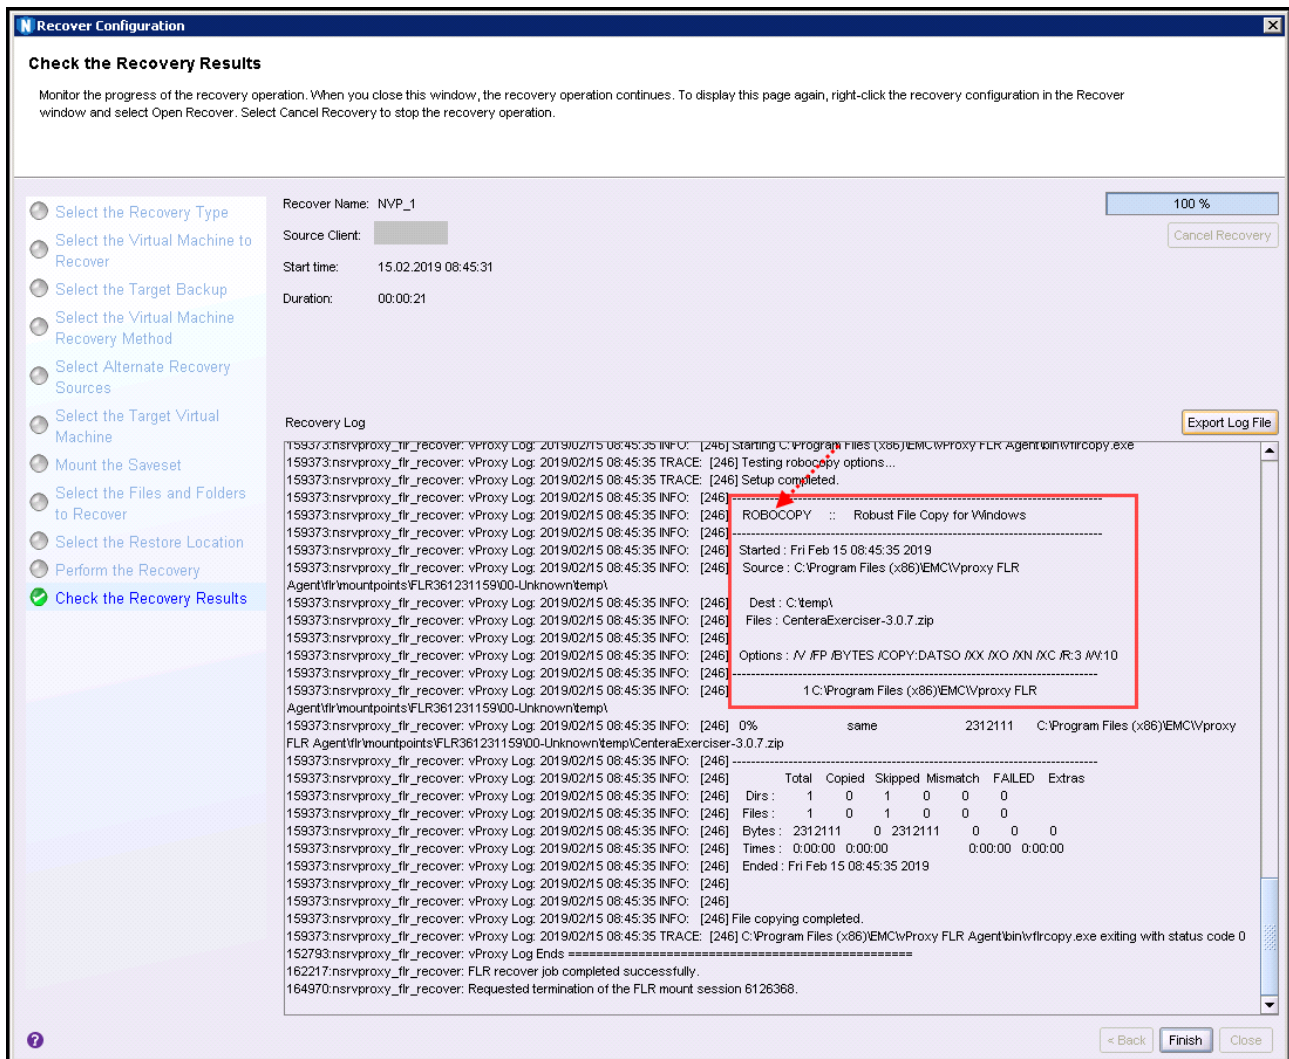 N Recover Configuration
Check the Recovery Results
Monitor the progress of the recovery operation. When you close this window, the recovery operation continues. To display this page again, right-click the recovery configuration in the Recover
window and select Open Recover. Select Cancel Recovery to stop the recovery operation.
Select the Recovery Type
Select the Virtual Machine to
Recover
Select the Target Backup
Select the Virtual Machine
Recovery Method
Select Alternate Recovery
Sources
Select the Target Virtual
Machine
Mount the Saveset
Select the Files and Folders
to Recover
Select the Restore Location
Perform the Recovery
Check the Recovery Results
Recover Name: NVP_1
100 %
Source Client:
Cancel Recovery
Start time: 15.02.2019 08:45:31
Duration: 00:00:21
Recovery Log
Export Log File
159373:nsrvproxy_flr_recover: vProxy Log: 2019/02/15 08:45:35 INFO: [246] Starting C:\Program Files (x86)\EMC\vProxy FLR Agent\bin\vflrcopy.exe
159373:nsrvproxy_flr_recover: vProxy Log: 2019/02/15 08:45:35 TRACE: [246] Testing robocopy options...
159373:nsrvproxy_flr_recover: vProxy Log: 2019/02/15 08:45:35 TRACE: [246] Setup completed.
159373:nsrvproxy_flr_recover: vProxy Log: 2019/02/15 08:45:35 INFO: [246] -------------------------------------------------------------------------------
159373:nsrvproxy_flr_recover: vProxy Log: 2019/02/15 08:45:35 INFO: [246] ROBOCOPY :: Robust File Copy for Windows
159373:nsrvproxy_flr_recover: vProxy Log: 2019/02/15 08:45:35 INFO: [246] -------------------------------------------------------------------------------
159373:nsrvproxy_flr_recover: vProxy Log: 2019/02/15 08:45:35 INFO: [246] Started : Fri Feb 15 08:45:35 2019
159373:nsrvproxy_flr_recover: vProxy Log: 2019/02/15 08:45:35 INFO: [246] Source : C:\Program Files (x86)\EMC\Vproxy FLR
Agent\flr\mountpoints\FLR361231159\00-Unknown\temp\
159373:nsrvproxy_flr_recover: vProxy Log: 2019/02/15 08:45:35 INFO: [246] Dest : C:\temp\
159373:nsrvproxy_flr_recover: vProxy Log: 2019/02/15 08:45:35 INFO: [246] Files : CenteraExerciser-3.0.7.zip
159373:nsrvproxy_flr_recover: vProxy Log: 2019/02/15 08:45:35 INFO: [246]
159373:nsrvproxy_flr_recover: vProxy Log: 2019/02/15 08:45:35 INFO: [246] Options : /V /FP /BYTES /COPY:DATSO /XX /XO /XN /XC /R:3 /W:10
159373:nsrvproxy_flr_recover: vProxy Log: 2019/02/15 08:45:35 INFO: [246] ------------------------------------------------------------------------------
159373:nsrvproxy_flr_recover: vProxy Log: 2019/02/15 08:45:35 INFO: [246] 1 C:\Program Files (x86)\EMC\Vproxy FLR
Agent\flr\mountpoints\FLR361231159\00-Unknown\temp\
159373:nsrvproxy_flr_recover: vProxy Log: 2019/02/15 08:45:35 INFO: [246] 0% same 2312111 C:\Program Files (x86)\EMC\Vproxy
FLR Agent\flr\mountpoints\FLR361231159\00-Unknown\temp\CenteraExerciser-3.0.7.zip
159373:nsrvproxy_flr_recover: vProxy Log: 2019/02/15 08:45:35 INFO: [246] ------------------------------------------------------------------------------
159373:nsrvproxy_flr_recover: vProxy Log: 2019/02/15 08:45:35 INFO: [246] Total Copied Skipped Mismatch FAILED Extras
159373:nsrvproxy_flr_recover: vProxy Log: 2019/02/15 08:45:35 INFO: [246] Dirs : 1 0 1 0 0 0
159373:nsrvproxy_flr_recover: vProxy Log: 2019/02/15 08:45:35 INFO: [246] Files : 1 0 1 0 0 0
159373:nsrvproxy_flr_recover: vProxy Log: 2019/02/15 08:45:35 INFO: [246] Bytes : 2312111 0 2312111 0 0 0
159373:nsrvproxy_flr_recover: vProxy Log: 2019/02/15 08:45:35 INFO: [246] Times : 0:00:00 0:00:00 0:00:00 0:00:00
159373:nsrvproxy_flr_recover: vProxy Log: 2019/02/15 08:45:35 INFO: [246] Ended : Fri Feb 15 08:45:35 2019
159373:nsrvproxy_flr_recover: vProxy Log: 2019/02/15 08:45:35 INFO: [246]
159373:nsrvproxy_flr_recover: vProxy Log: 2019/02/15 08:45:35 INFO: [246]
159373:nsrvproxy_flr_recover: vProxy Log: 2019/02/15 08:45:35 INFO: [246] File copying completed.
159373:nsrvproxy_flr_recover: vProxy Log: 2019/02/15 08:45:35 TRACE: [246] C:\Program Files (x86)\EMC\vProxy FLR Agent\bin\vflrcopy.exe exiting with status code 0
152793:nsrvproxy_flr_recover: vProxy Log Ends =================================================
162217:nsrvproxy_flr_recover: FLR recover job completed successfully.
164970:nsrvproxy_flr_recover: Requested termination of the FLR mount session 6126368.
?
< Back Finish Close